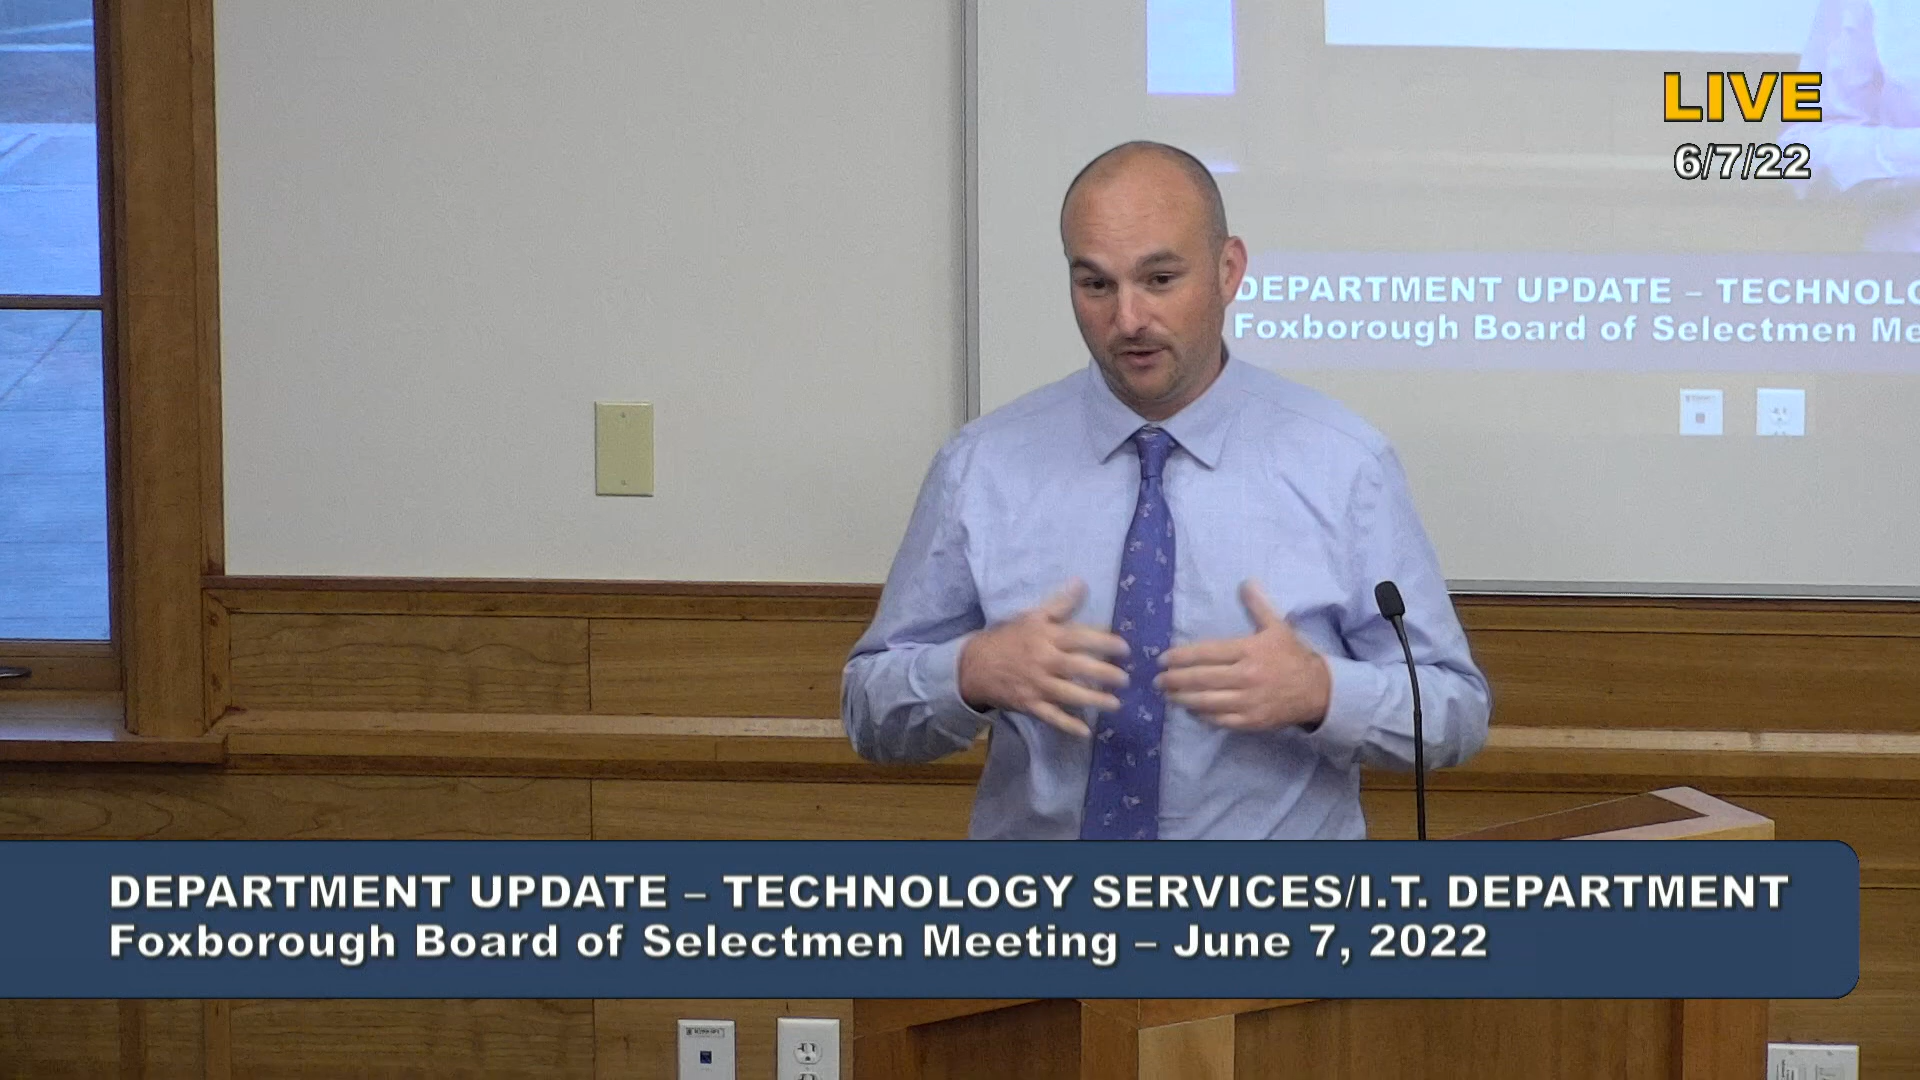 LIVE
6/7/22
DEPARTMENT UPDATE – TECHNOLO
Foxborough Board of Selectmen Me
DEPARTMENT UPDATE – TECHNOLOGY SERVICES/I.T. DEPARTMENT
Foxborough Board of Selectmen Meeting – June 7, 2022